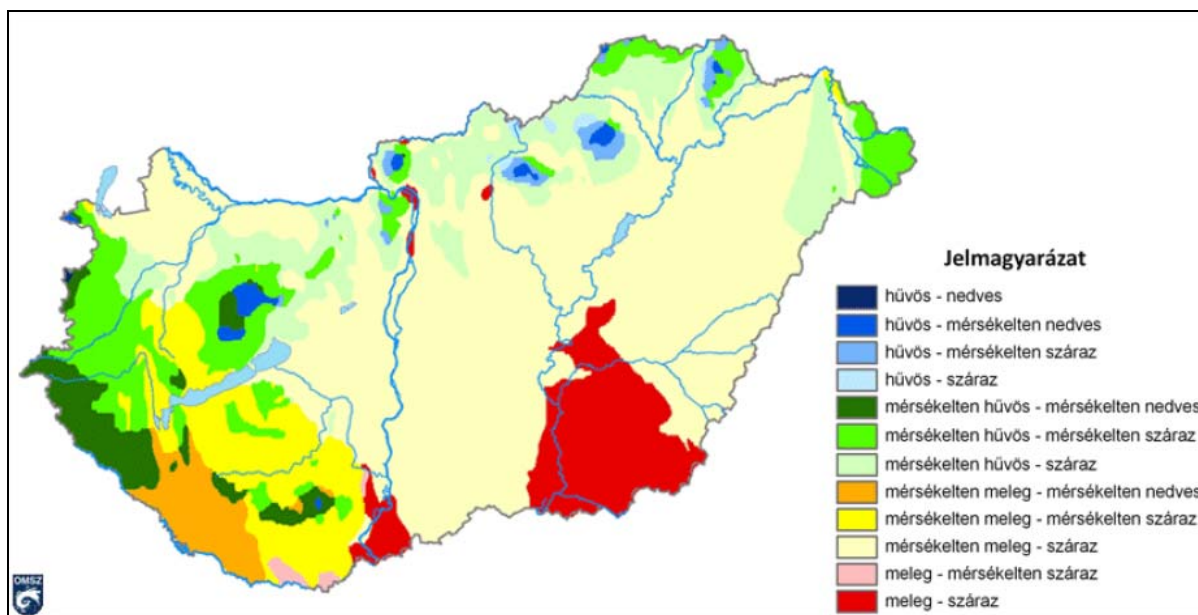 Jelmagyarázat
hűvös - nedves
hűvös - mérsékelten nedves
hűvös - mérsékelten száraz
hűvös - száraz
mérsékelten hűvös - mérsékelten nedves
mérsékelten hűvös - mérsékelten száraz
mérsékelten hűvös - száraz
mérsékelten meleg - mérsékelten nedves
mérsékelten meleg - mérsékelten száraz
mérsékelten meleg - száraz
meleg - mérsékelten száraz
meleg - száraz
OMSZ